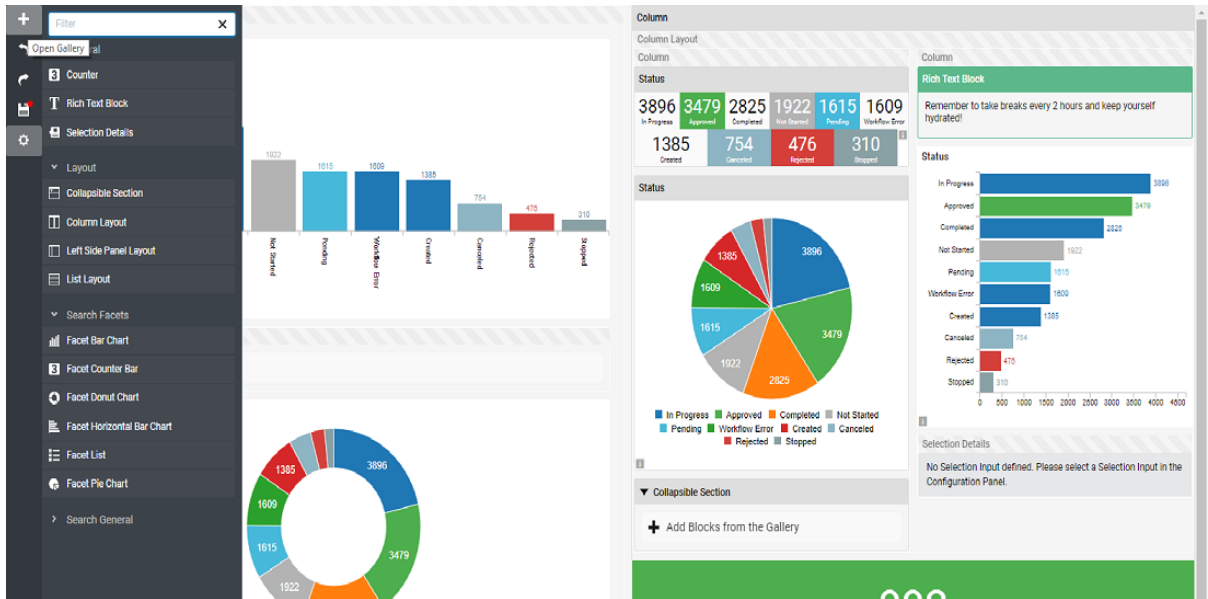 Filter
Open Gallery
ral
Counter
Rich Text Block
Selection Details
Layout
Collapsible Section
Column Layout
Left Side Panel Layout
List Layout
Search Facets
Facet Bar Chart
Facet Counter Bar
Facet Donut Chart
Facet Horizontal Bar Chart
Facet List
Facet Pie Chart
Search General
1922
1615
1609
1385
754
476
310
Not Started
Pending
Workflow Error
Created
Canceled
Rejected
Stopped
3896
3479
1922
1615
1609
1385
Column
Column Layout
Column
Status
3896 3479 2825 1922 1615 1609
In Progress Approved Completed Not Started Pending Workflow Error
1385 754 476 310
Created Canceled Rejected Stopped
Status
3896
3479
2825
1922
1615
1609
1385
In Progress Approved Completed Not Started
Pending Workflow Error Created Canceled
Rejected Stopped
Collapsible Section
Add Blocks from the Gallery
Column
Rich Text Block
Remember to take breaks every 2 hours and keep yourself
hydrated!
Status
In Progress 3896
Approved 3479
Completed 2825
Not Started 1922
Pending 1615
Workflow Error 1609
Created 1385
Canceled 754
Rejected 476
Stopped 310
0 500 1000 1500 2000 2500 3000 3500 4000 4500
Selection Details
No Selection Input defined. Please select a Selection Input in the
Configuration Panel.